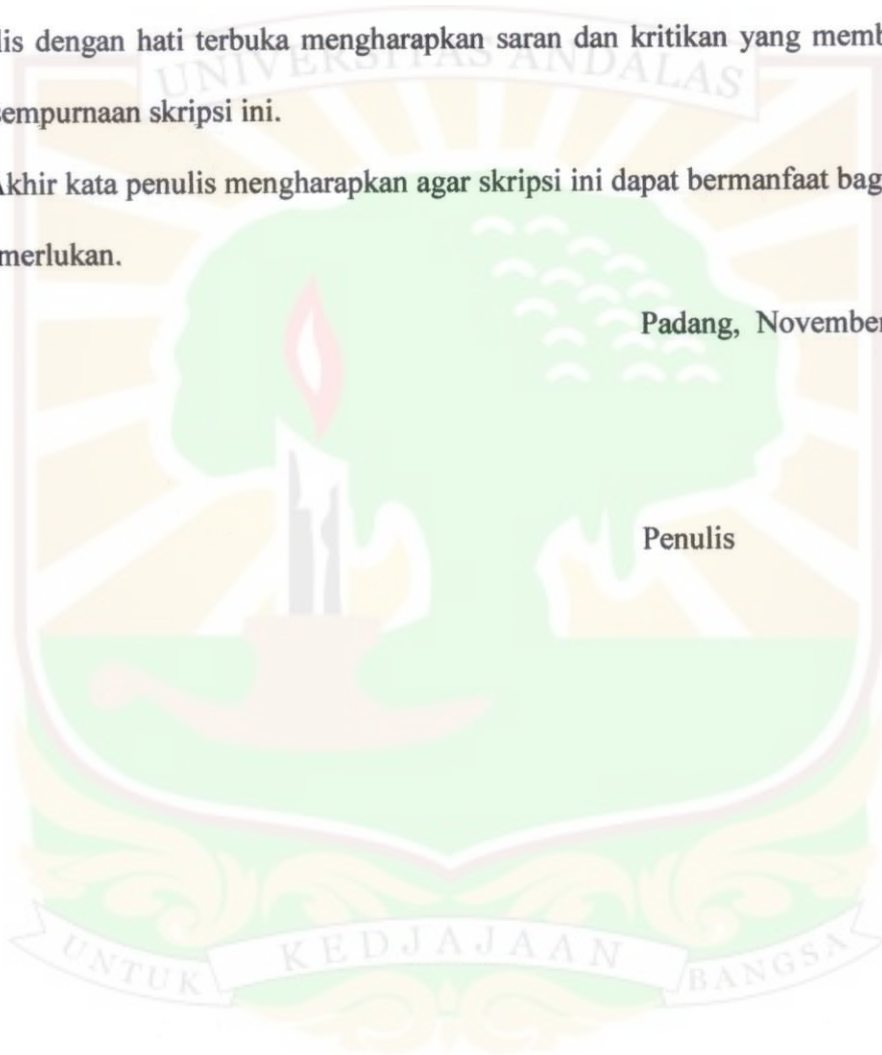 lis dengan hati terbuka mengharapkan saran dan kritikan yang memb
sempurnaan skripsi ini.
Akhir kata penulis mengharapkan agar skripsi ini dapat bermanfaat bag
merlukan.
Padang, November
Penulis
UNIVERSITAS ANDALAS
UNTUK KEDJAJAAN BANGSA